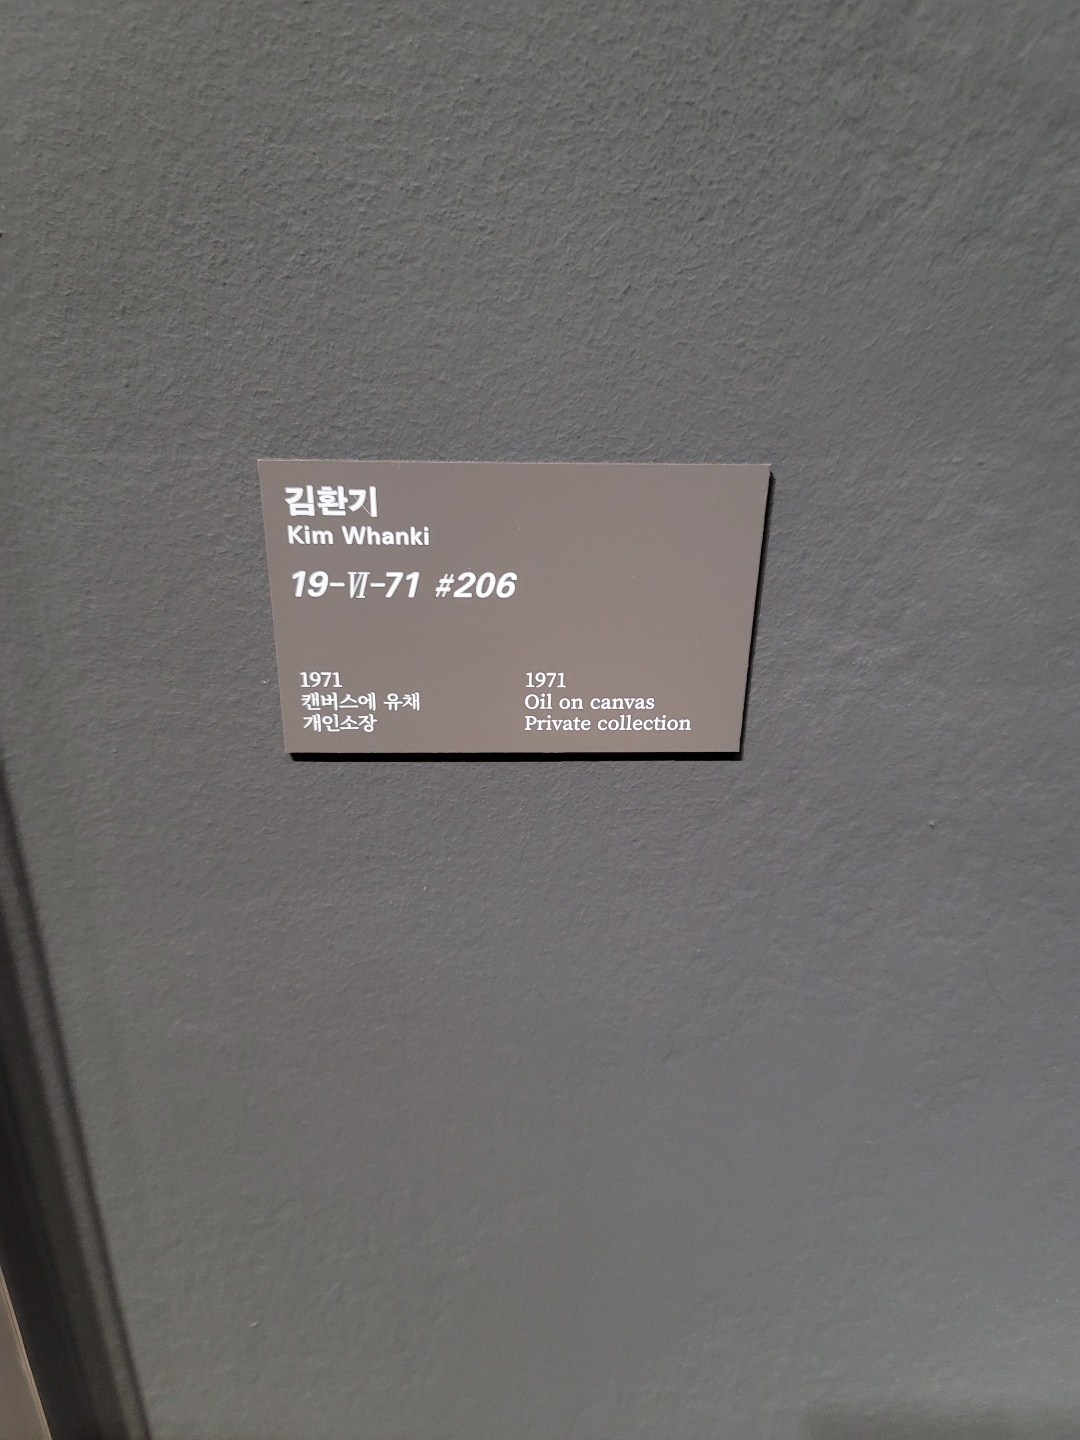 김환기
Kim Whanki
19-Ⅵ-71 #206
1971
캔버스에 유채
개인소장
1971
Oil on canvas
Private collection